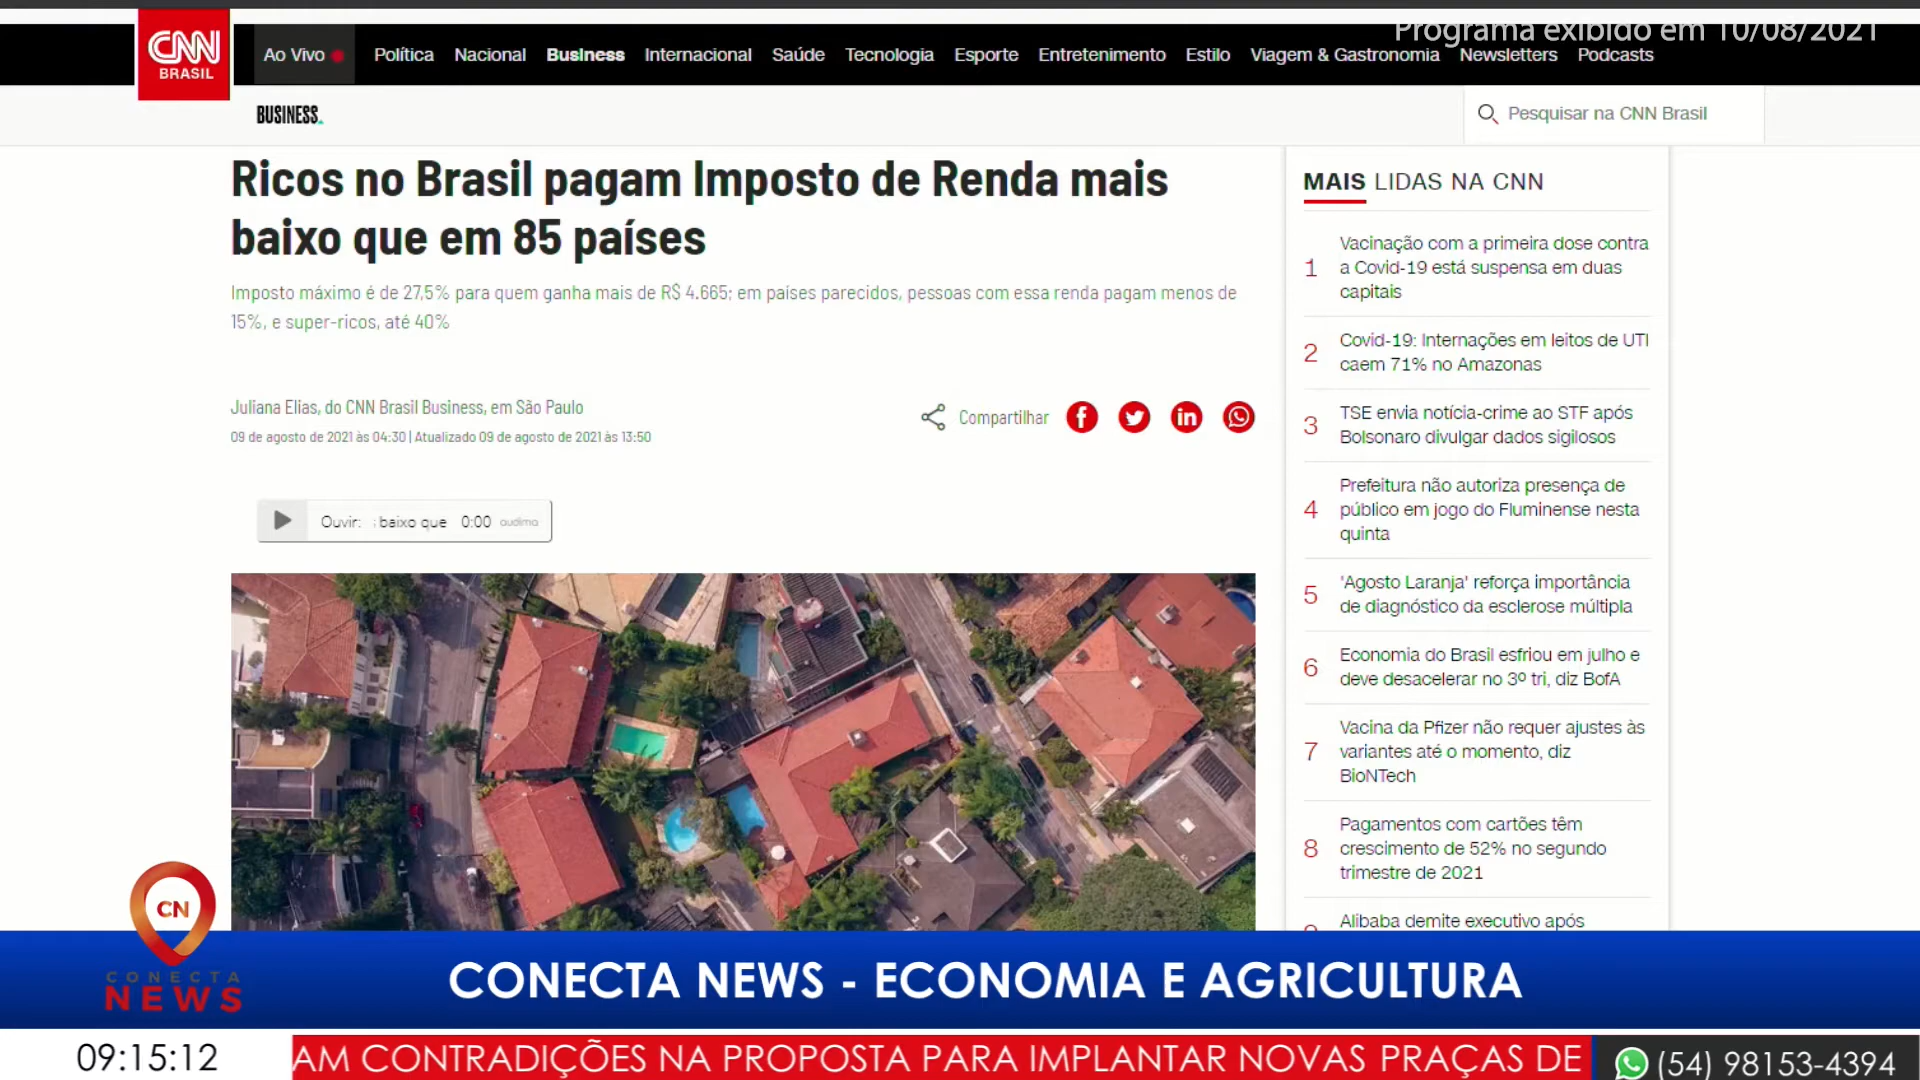 Programa exibido em 10/08/2021
CNN
BRASIL
Ao Vivo
Política
Nacional
Business
Internacional
Saúde
Tecnologia
Esporte
Entretenimento
Estilo
Viagem & Gastronomia
Newsletters
Podcasts
BUSINESS
Pesquisar na CNN Brasil
Ricos no Brasil pagam Imposto de Renda mais
baixo que em 85 países
Imposto máximo é de 27,5% para quem ganha mais de R$ 4.665; em países parecidos, pessoas com essa renda pagam menos de
15%, e super-ricos, até 40%
Juliana Elias, do CNN Brasil Business, em São Paulo
09 de agosto de 2021 às 04:30 | Atualizado 09 de agosto de 2021 às 13:50
Compartilhar
Ouvir: baixo que 0:00 audima
MAIS LIDAS NA CNN
1
Vacinação com a primeira dose contra
a Covid-19 está suspensa em duas
capitais
2
Covid-19: Internações em leitos de UTI
caem 71% no Amazonas
3
TSE envia notícia-crime ao STF após
Bolsonaro divulgar dados sigilosos
4
Prefeitura não autoriza presença de
público em jogo do Fluminense nesta
quinta
5
'Agosto Laranja' reforça importância
de diagnóstico da esclerose múltipla
6
Economia do Brasil esfriou em julho e
deve desacelerar no 3º tri, diz BofA
7
Vacina da Pfizer não requer ajustes às
variantes até o momento, diz
BioNTech
8
Pagamentos com cartões têm
crescimento de 52% no segundo
trimestre de 2021
Alibaba demite executivo após
CN
CONECTA
NEWS
CONECTA NEWS - ECONOMIA E AGRICULTURA
09:15:12
AM CONTRADIÇÕES NA PROPOSTA PARA IMPLANTAR NOVAS PRAÇAS DE
(54) 98153-4394